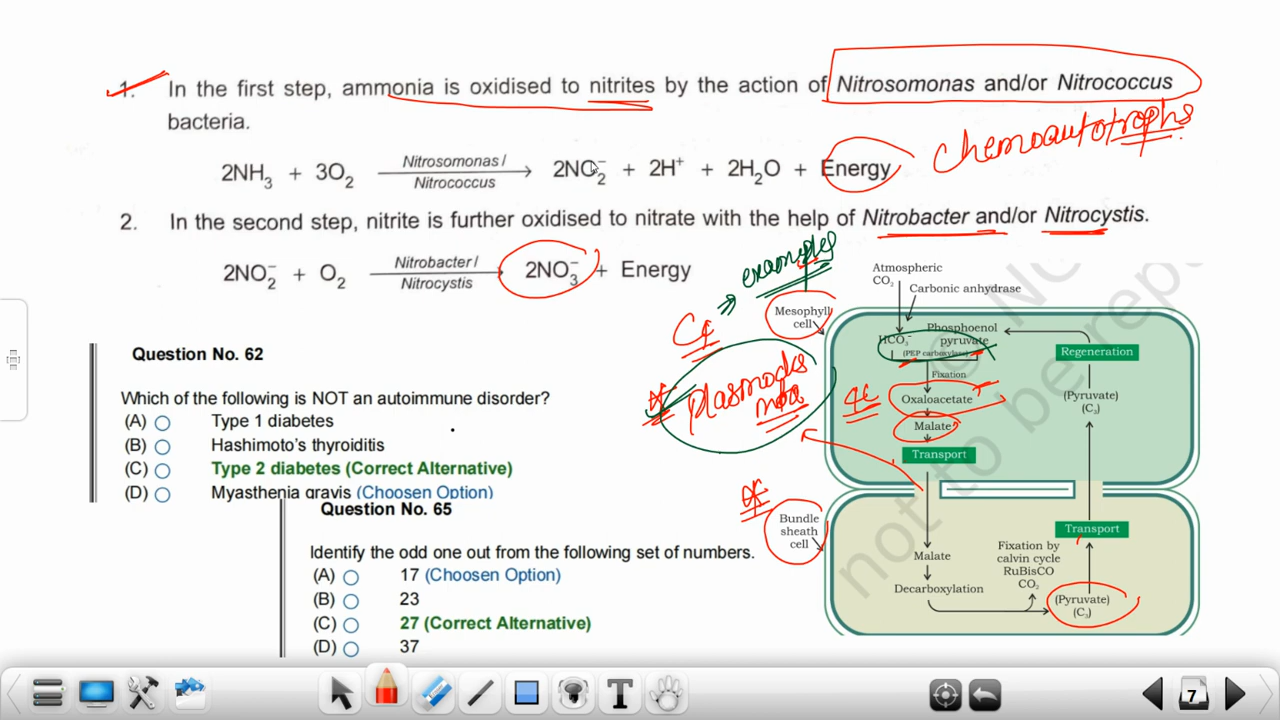 1. In the first step, ammonia is oxidised to nitrites by the action of Nitrosomonas and/or Nitrococcus
bacteria.
chemoautotrophs
2NH3 + 3O2 Nitrosomonas/ Nitrococcus → 2NO2⁻ + 2H⁺ + 2H2O + Energy
2. In the second step, nitrite is further oxidised to nitrate with the help of Nitrobacter and/or Nitrocystis.
2NO2⁻ + O2 Nitrobacter/ Nitrocystis → 2NO3⁻ + Energy
examples
C4
plasmodesmata
4C
Question No. 62
Which of the following is NOT an autoimmune disorder?
(A) Type 1 diabetes
(B) Hashimoto's thyroiditis
(C) Type 2 diabetes (Correct Alternative)
(D) Myasthenia gravis (Choosen Option)
Question No. 65
Identify the odd one out from the following set of numbers.
(A) 17 (Choosen Option)
(B) 23
(C) 27 (Correct Alternative)
(D) 37
Atmospheric
CO2
Carbonic anhydrase
Mesophyll
cell
HCO3⁻
Phosphoenol
pyruvate
(PEP carboxylase)
Fixation
Oxaloacetate
Malate
Transport
Regeneration
(Pyruvate)
(C3)
Bundle
sheath
cell
Transport
Malate
Decarboxylation
Fixation by
calvin cycle
RuBisCO
CO2
(Pyruvate)
(C3)
not to be repub
7
T